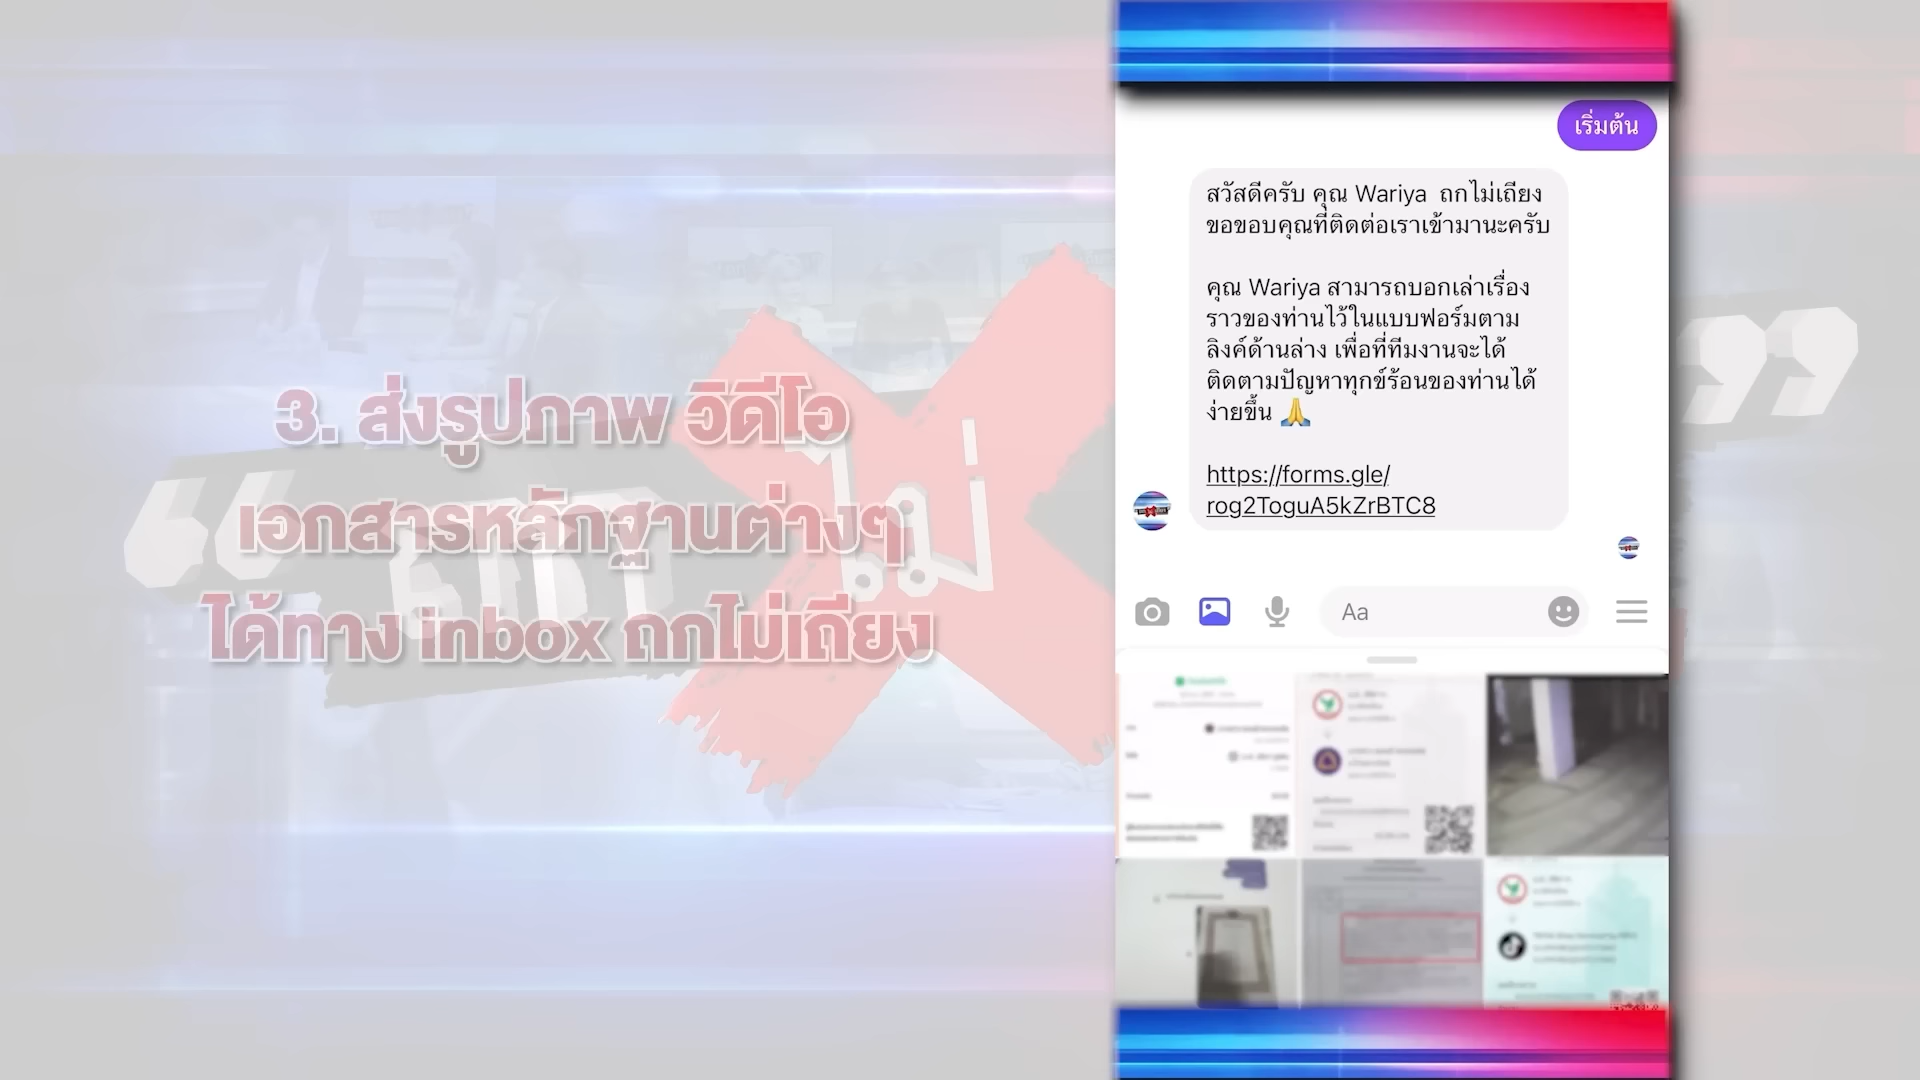 3. ส่งรูปภาพ วิดีโอ
เอกสารหลักฐานต่างๆ
ได้ทาง inbox ถกไม่เถียง
ไม่
เริ่มต้น
สวัสดีครับ คุณ Wariya ถกไม่เถียง
ขอขอบคุณที่ติดต่อเราเข้ามานะครับ
คุณ Wariya สามารถบอกเล่าเรื่อง
ราวของท่านไว้ในแบบฟอร์มตาม
ลิงค์ด้านล่าง เพื่อที่ทีมงานจะได้
ติดตามปัญหาทุกข์ร้อนของท่านได้
ง่ายขึ้น 🙏
https://forms.gle/
rog2ToguA5kZrBTC8
Aa